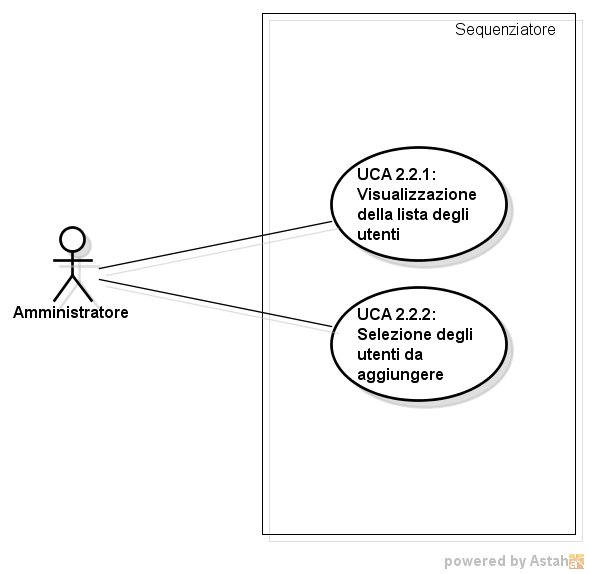 Sequenziatore
UCA 2.2.1:
Visualizzazione
della lista degli
utenti
Amministratore
UCA 2.2.2:
Selezione degli
utenti da
aggiungere
powered by Astah